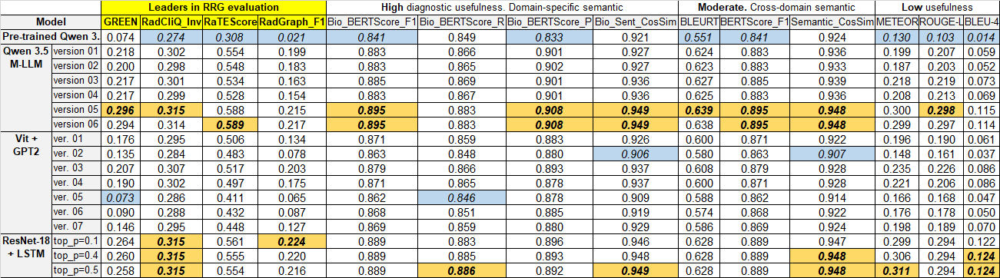 Leaders in RRG evaluation High diagnostic usefulness. Domain-specific semantic Moderate. Cross-domain semantic Low usefulness
Model GREEN RadCliQ_Inv RaTEScore RadGraph_F1 Bio_BERTScore_F1 Bio_BERTScore_R Bio_BERTScore_P Bio_Sent_CosSim BLEURT BERTScore_F1 Semantic_CosSim METEOR ROUGE-L BLEU-4
Pre-trained Qwen 3. 0.074 0.274 0.308 0.021 0.841 0.849 0.833 0.921 0.551 0.841 0.924 0.130 0.103 0.014
Qwen 3.5 version 01 0.218 0.302 0.554 0.199 0.883 0.866 0.901 0.927 0.624 0.883 0.936 0.199 0.207 0.059
M-LLM version 02 0.200 0.298 0.548 0.183 0.883 0.865 0.902 0.927 0.623 0.883 0.933 0.187 0.203 0.052
version 03 0.217 0.301 0.534 0.163 0.885 0.869 0.901 0.936 0.627 0.885 0.939 0.218 0.219 0.073
version 04 0.217 0.299 0.528 0.154 0.883 0.867 0.901 0.936 0.625 0.883 0.936 0.208 0.213 0.069
version 05 0.296 0.315 0.588 0.215 0.895 0.883 0.908 0.949 0.639 0.895 0.948 0.300 0.298 0.115
version 06 0.294 0.314 0.589 0.217 0.895 0.883 0.908 0.949 0.638 0.895 0.948 0.299 0.297 0.114
Vit + ver. 01 0.176 0.295 0.506 0.134 0.871 0.859 0.883 0.926 0.600 0.871 0.922 0.196 0.190 0.061
GPT2 ver. 02 0.135 0.284 0.483 0.078 0.863 0.848 0.880 0.906 0.580 0.863 0.907 0.148 0.161 0.037
ver. 03 0.207 0.307 0.517 0.203 0.879 0.866 0.893 0.937 0.608 0.879 0.928 0.235 0.226 0.086
ver. 04 0.190 0.302 0.497 0.175 0.871 0.865 0.878 0.937 0.600 0.871 0.928 0.221 0.206 0.086
ver. 05 0.073 0.286 0.411 0.065 0.862 0.846 0.878 0.909 0.588 0.862 0.914 0.166 0.168 0.047
ver. 06 0.090 0.288 0.432 0.087 0.868 0.851 0.885 0.919 0.574 0.868 0.922 0.176 0.178 0.050
ver. 07 0.146 0.295 0.448 0.127 0.869 0.859 0.880 0.929 0.586 0.869 0.924 0.198 0.189 0.070
ResNet-18 top_p=0.1 0.264 0.315 0.561 0.224 0.889 0.883 0.896 0.946 0.628 0.889 0.947 0.299 0.294 0.122
+ LSTM top_p=0.4 0.260 0.315 0.555 0.220 0.889 0.885 0.893 0.946 0.628 0.889 0.948 0.306 0.294 0.124
top_p=0.5 0.258 0.315 0.554 0.216 0.889 0.886 0.892 0.949 0.628 0.889 0.948 0.311 0.294 0.124